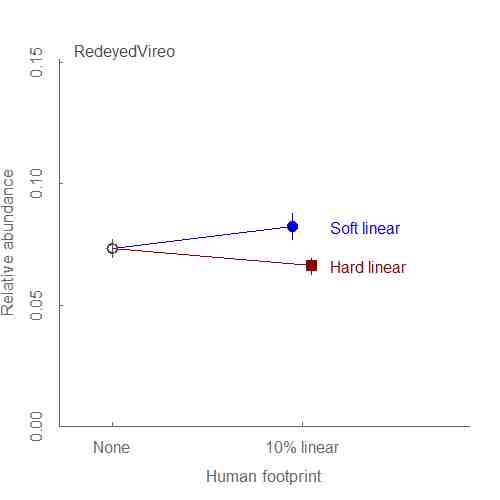 RedeyedVireo
0.15
0.10
0.05
0.00
Relative abundance
Soft linear
Hard linear
None
10% linear
Human footprint